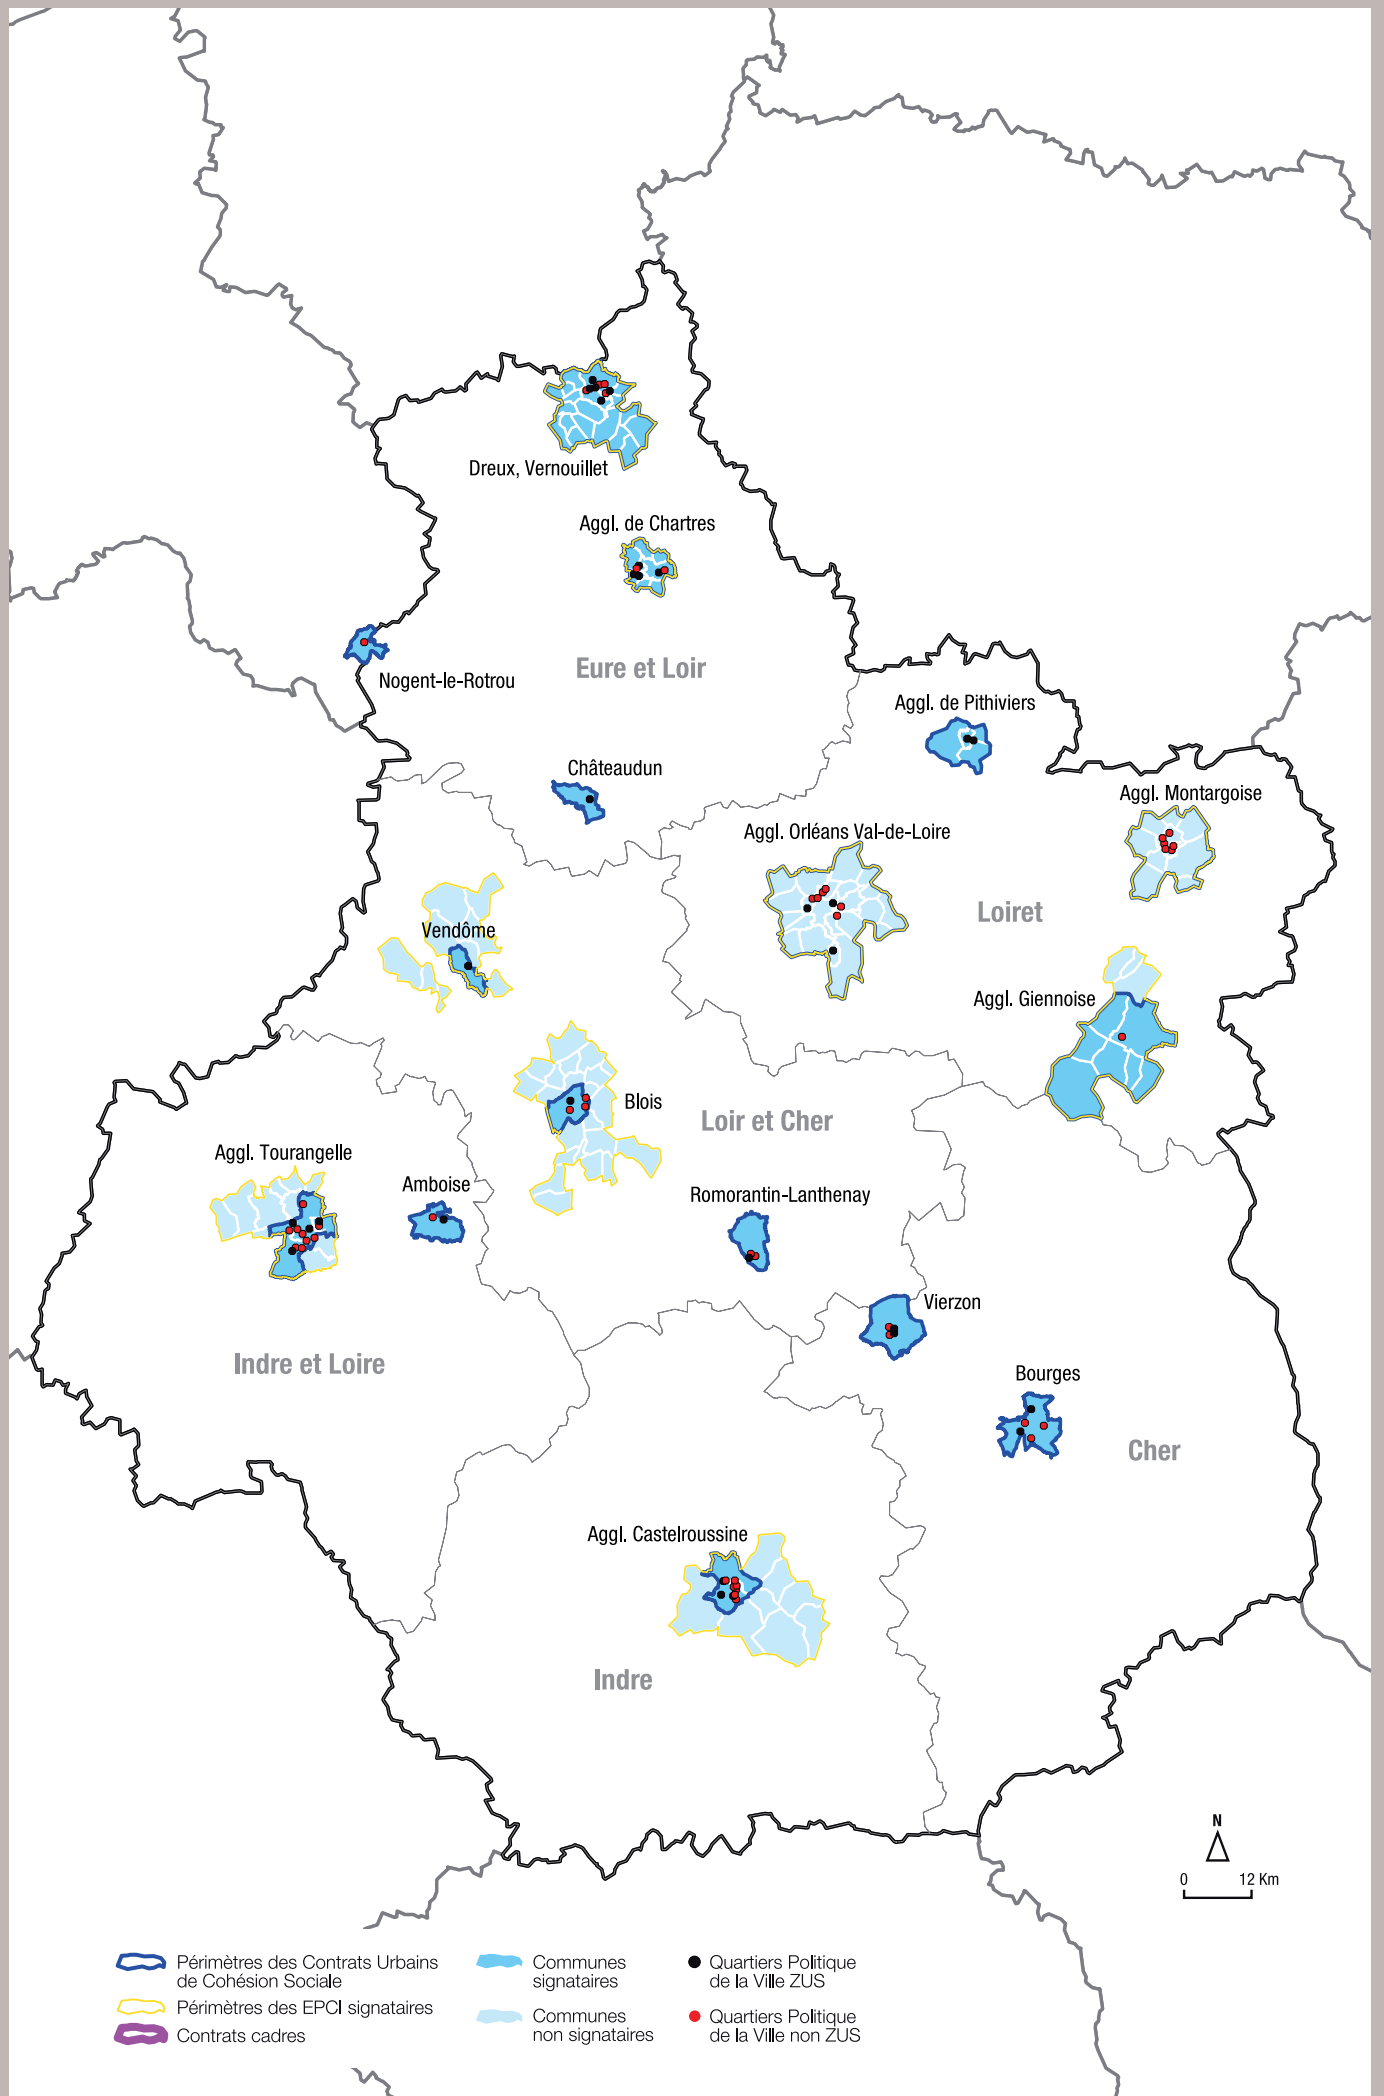 Dreux, Vernouillet
Aggl. de Chartres
Eure et Loir
Nogent-le-Rotrou
Aggl. de Pithiviers
Châteaudun
Aggl. Montargoise
Aggl. Orléans Val-de-Loire
Loiret
Vendôme
Aggl. Giennoise
Blois
Loir et Cher
Aggl. Tourangelle
Amboise
Romorantin-Lanthenay
Vierzon
Indre et Loire
Bourges
Cher
Aggl. Castelroussine
Indre
N
0 12 Km
Périmètres des Contrats Urbains
de Cohésion Sociale
Périmètres des EPCI signataires
Contrats cadres
Communes
signataires
Communes
non signataires
Quartiers Politique
de la Ville ZUS
Quartiers Politique
de la Ville non ZUS